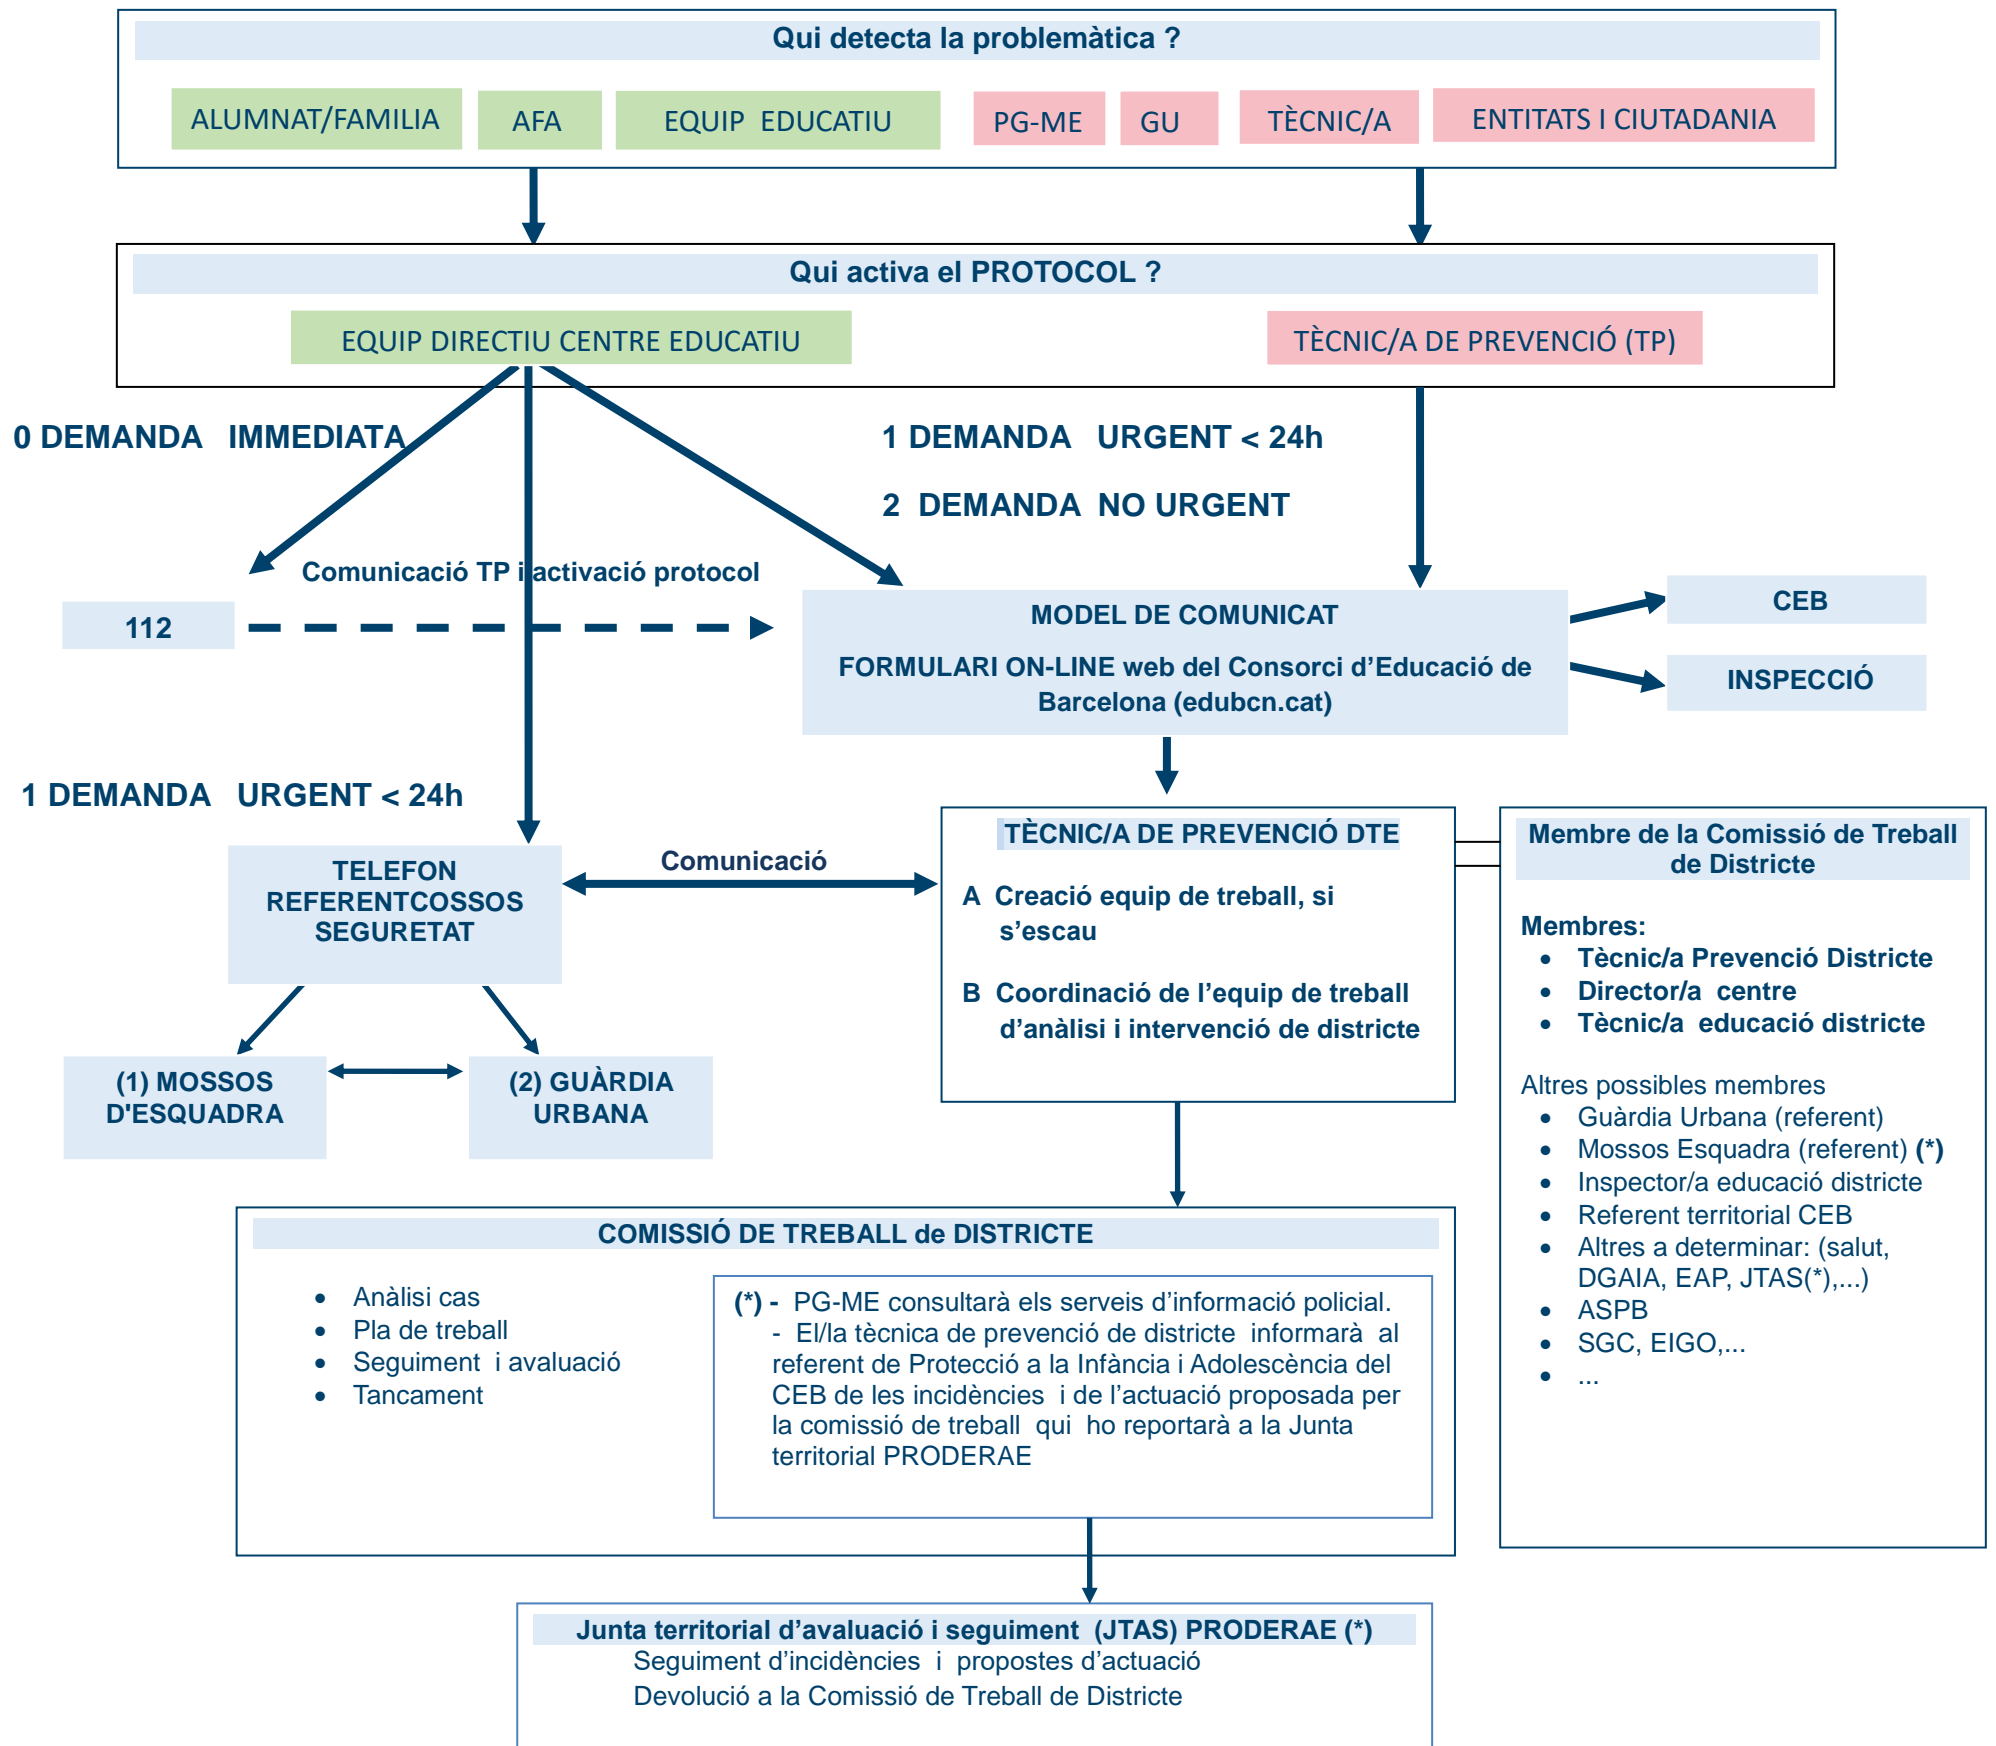 Qui detecta la problemàtica ?
ALUMNAT/FAMILIA
AFA
EQUIP EDUCATIU
PG-ME
GU
TÈCNIC/A
ENTITATS I CIUTADANIA
Qui activa el PROTOCOL ?
EQUIP DIRECTIU CENTRE EDUCATIU
TÈCNIC/A DE PREVENCIÓ (TP)
0 DEMANDA IMMEDIATA
1 DEMANDA URGENT < 24h
2 DEMANDA NO URGENT
Comunicació TP i activació protocol
112
MODEL DE COMUNICAT
FORMULARI ON-LINE web del Consorci d’Educació de
Barcelona (edubcn.cat)
CEB
INSPECCIÓ
1 DEMANDA URGENT < 24h
TELEFON
REFERENTCOSSOS
SEGURETAT
Comunicació
(1) MOSSOS
D'ESQUADRA
(2) GUÀRDIA
URBANA
TÈCNIC/A DE PREVENCIÓ DTE
A Creació equip de treball, si
s’escau
B Coordinació de l’equip de treball
d’anàlisi i intervenció de districte
Membre de la Comissió de Treball
de Districte
Membres:
• Tècnic/a Prevenció Districte
• Director/a centre
• Tècnic/a educació districte
Altres possibles membres
• Guàrdia Urbana (referent)
• Mossos Esquadra (referent) (*)
• Inspector/a educació districte
• Referent territorial CEB
• Altres a determinar: (salut,
DGAIA, EAP, JTAS(*),...)
• ASPB
• SGC, EIGO,...
• ...
COMISSIÓ DE TREBALL de DISTRICTE
• Anàlisi cas
• Pla de treball
• Seguiment i avaluació
• Tancament
(*) - PG-ME consultarà els serveis d’informació policial.
- El/la tècnica de prevenció de districte informarà al
referent de Protecció a la Infància i Adolescència del
CEB de les incidències i de l’actuació proposada per
la comissió de treball qui ho reportarà a la Junta
territorial PRODERAE
Junta territorial d’avaluació i seguiment (JTAS) PRODERAE (*)
Seguiment d’incidències i propostes d’actuació
Devolució a la Comissió de Treball de Districte